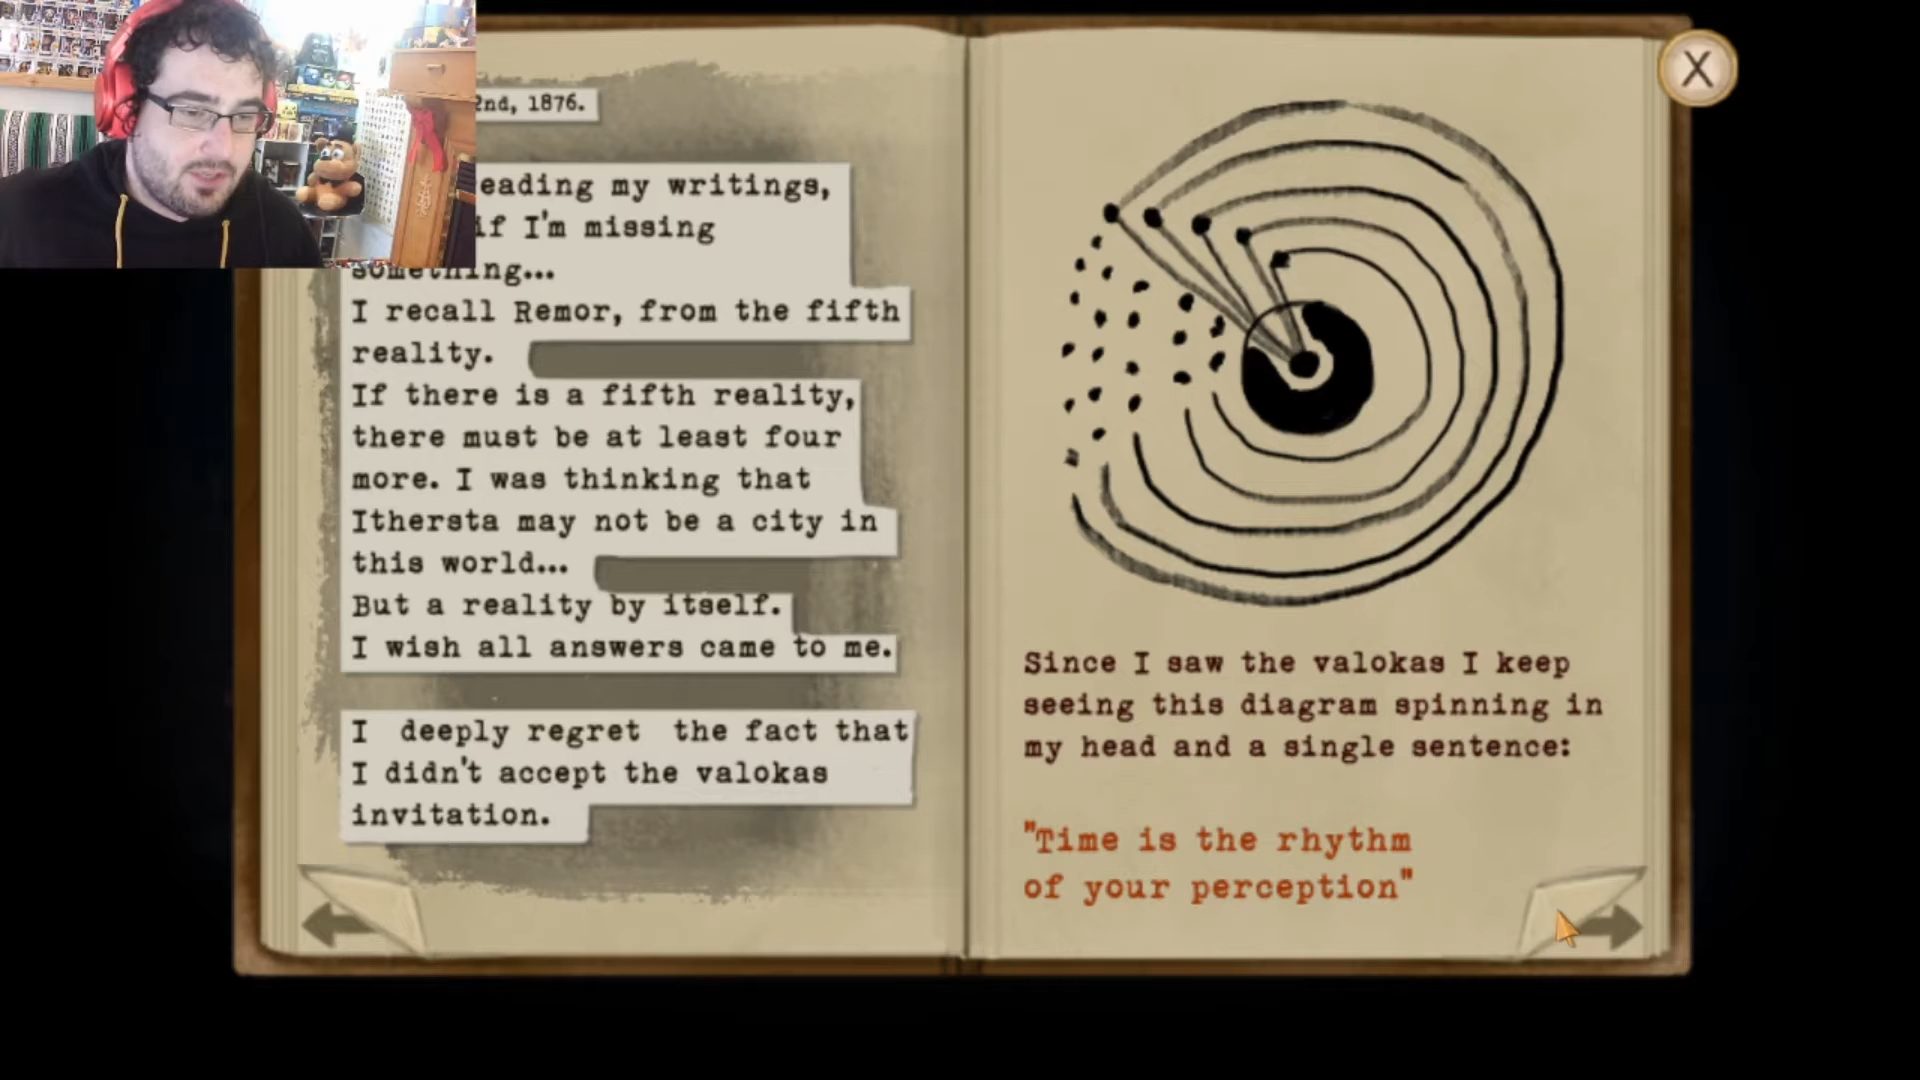 2nd, 1876.
eading my writings,
if I'm missing
something...
I recall Remor, from the fifth
reality.
If there is a fifth reality,
there must be at least four
more. I was thinking that
Ithersta may not be a city in
this world...
But a reality by itself.
I wish all answers came to me.
I deeply regret the fact that
I didn't accept the valokas
invitation.
X
Since I saw the valokas I keep
seeing this diagram spinning in
my head and a single sentence:
"Time is the rhythm
of your perception"